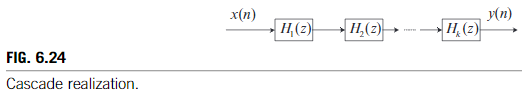 x(n) y(n)
H₁(z) H₂(z) Hₖ(z)
FIG. 6.24
Cascade realization.